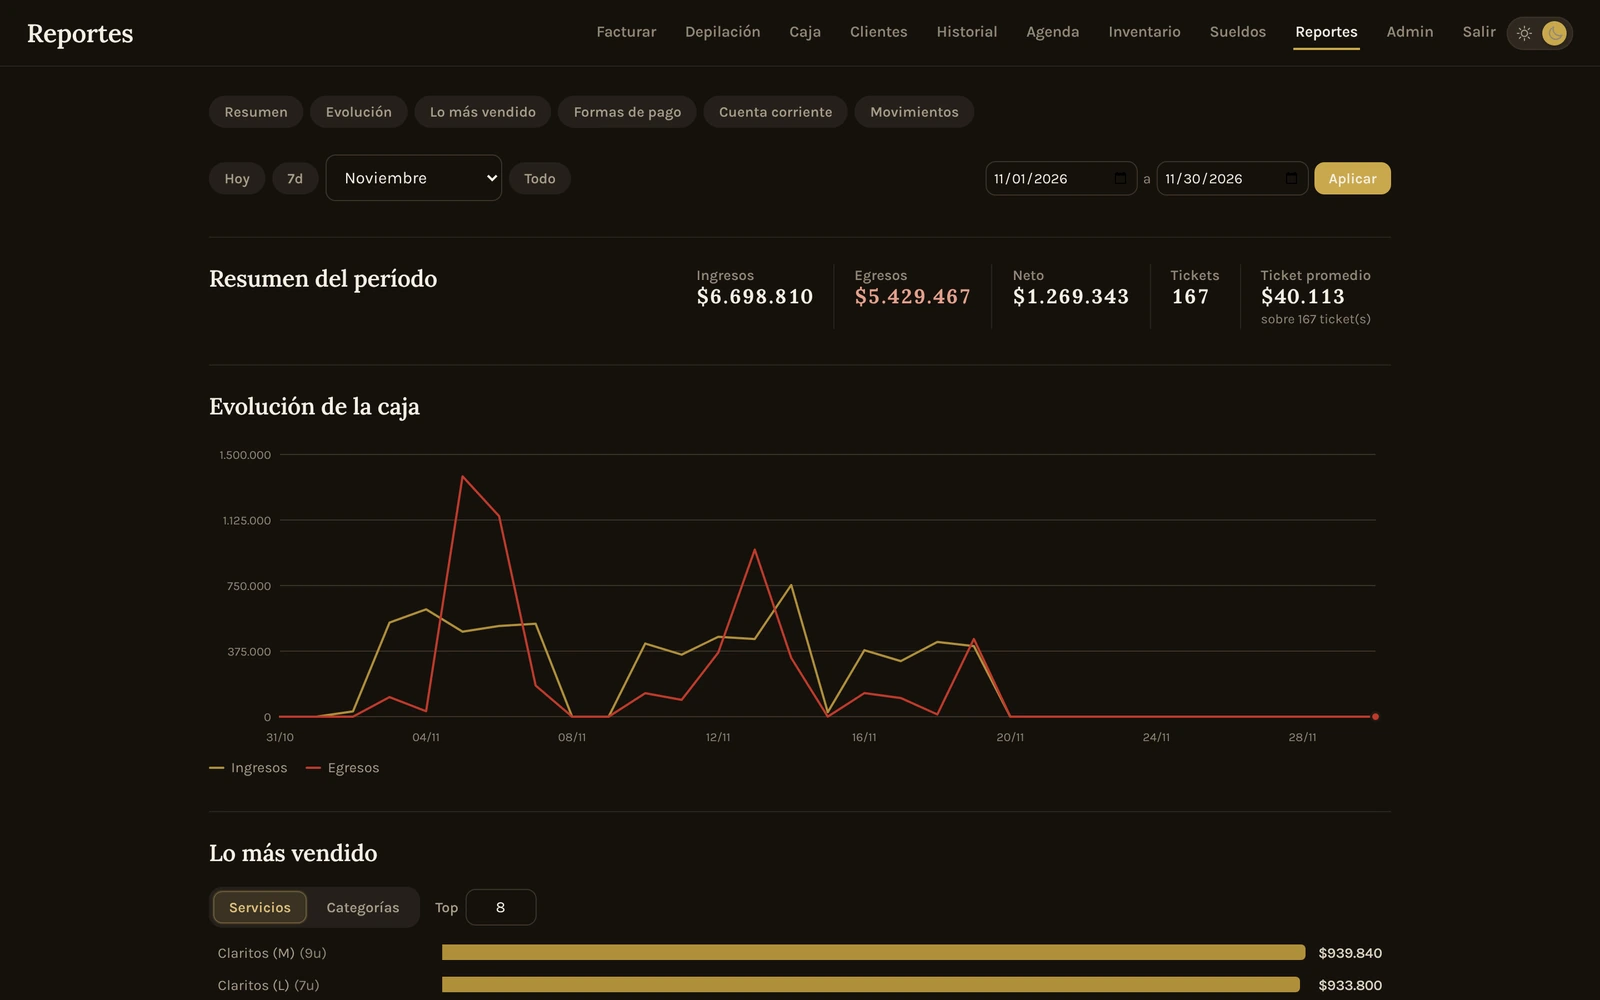 Reportes
Facturar Depilación Caja Clientes Historial Agenda Inventario Sueldos Reportes Admin Salir
Resumen Evolución Lo más vendido Formas de pago Cuenta corriente Movimientos
Hoy 7d Noviembre Todo 11/01/2026 a 11/30/2026 Aplicar
Resumen del período
Ingresos Egresos Neto Tickets Ticket promedio
$6.698.810 $5.429.467 $1.269.343 167 $40.113
sobre 167 ticket(s)
Evolución de la caja
1.500.000
1.125.000
750.000
375.000
0
31/10 04/11 08/11 12/11 16/11 20/11 24/11 28/11
Ingresos Egresos
Lo más vendido
Servicios Categorías Top 8
Claritos (M) (9u) $939.840
Claritos (L) (7u) $933.800